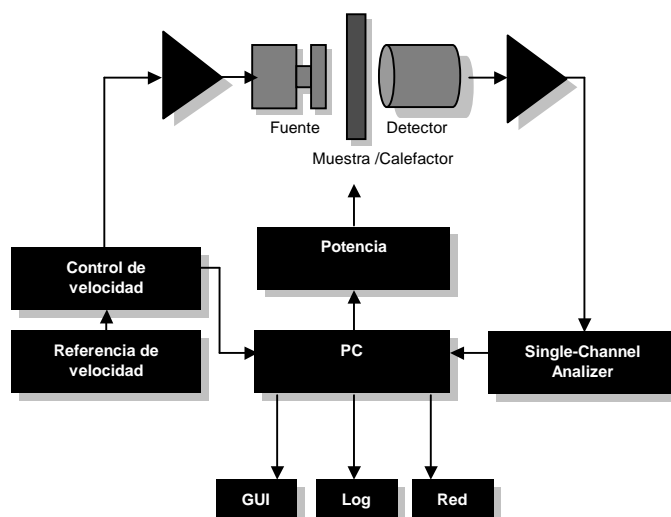 Fuente
Detector
Muestra /Calefactor
Potencia
Control de
velocidad
Referencia de
velocidad
PC
Single-Channel
Analizer
GUI
Log
Red